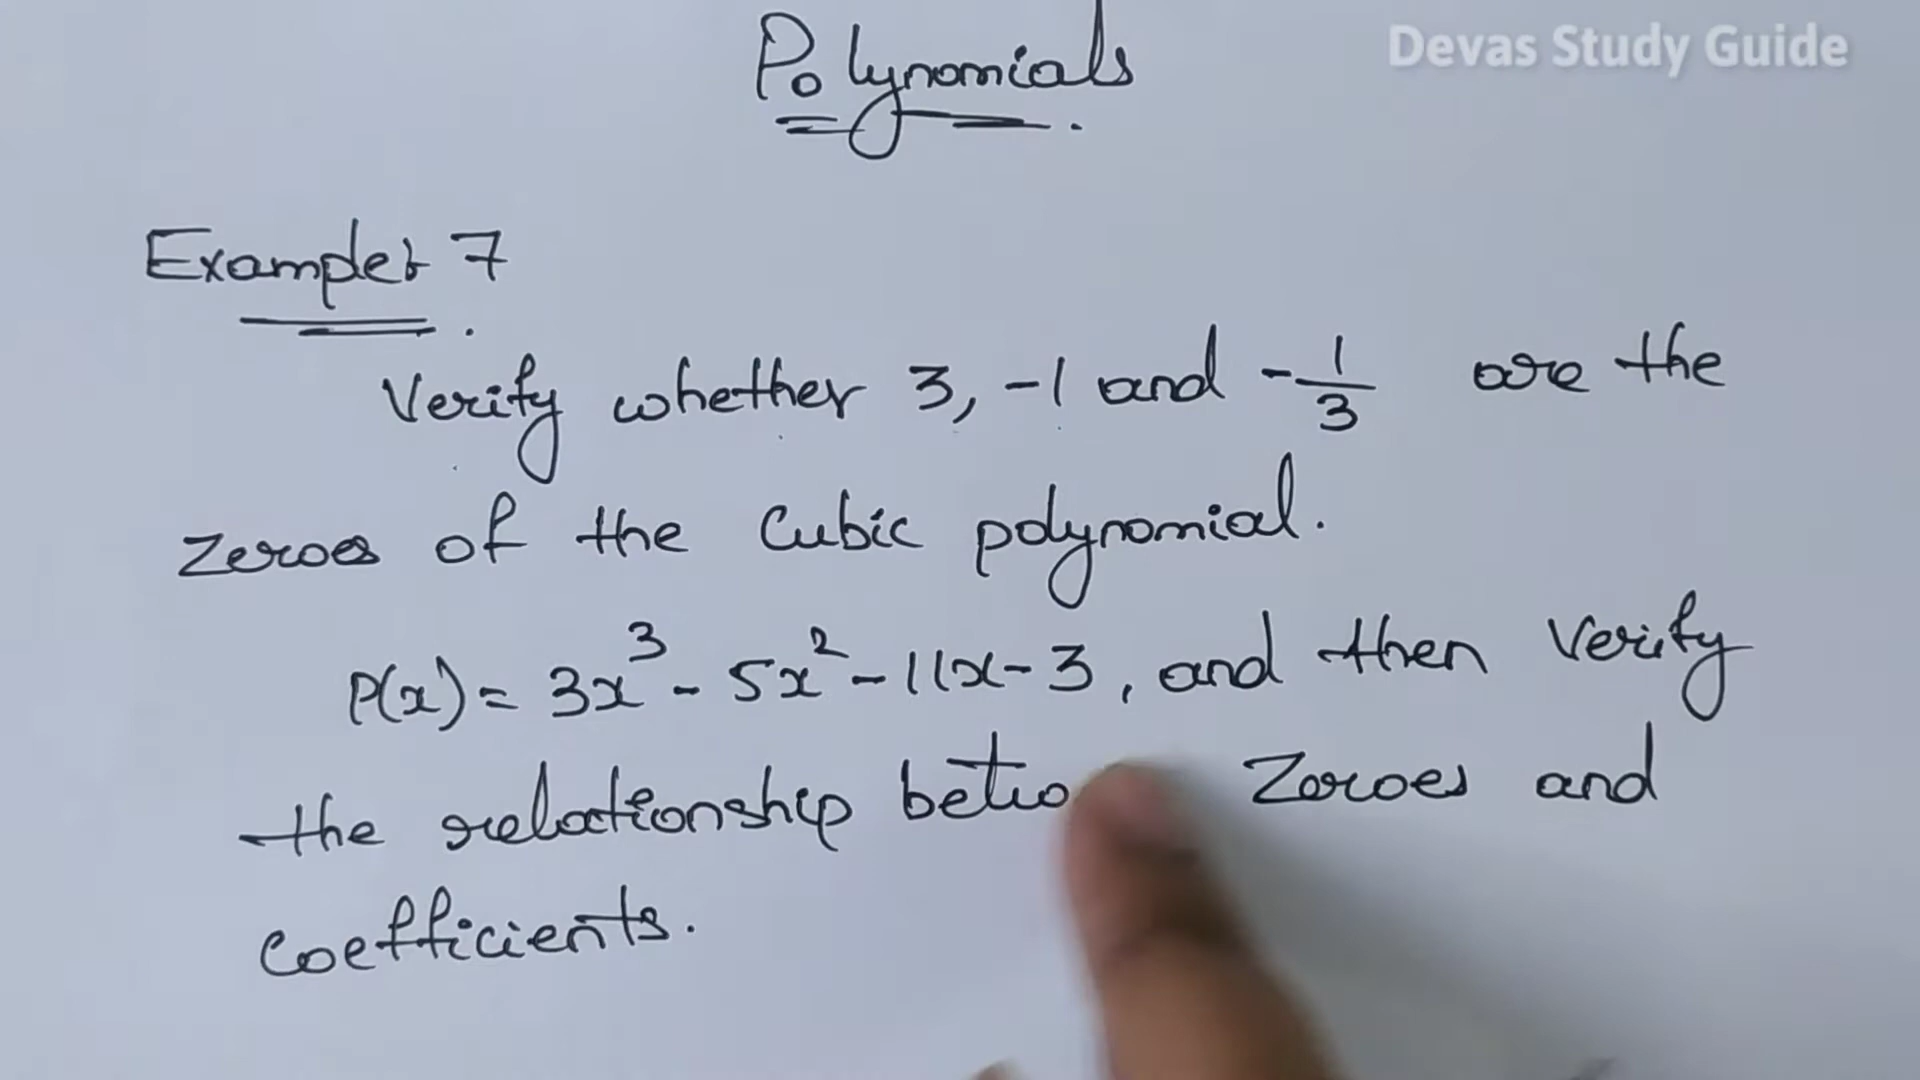 Polynomials
Devas Study Guide
Example: 7
Verify whether 3, -1 and -1/3 are the
zeroes of the Cubic polynomial.
P(x) = 3x³ - 5x² - 11x - 3, and then Verify
the relationship Zeroes and
Coefficients.